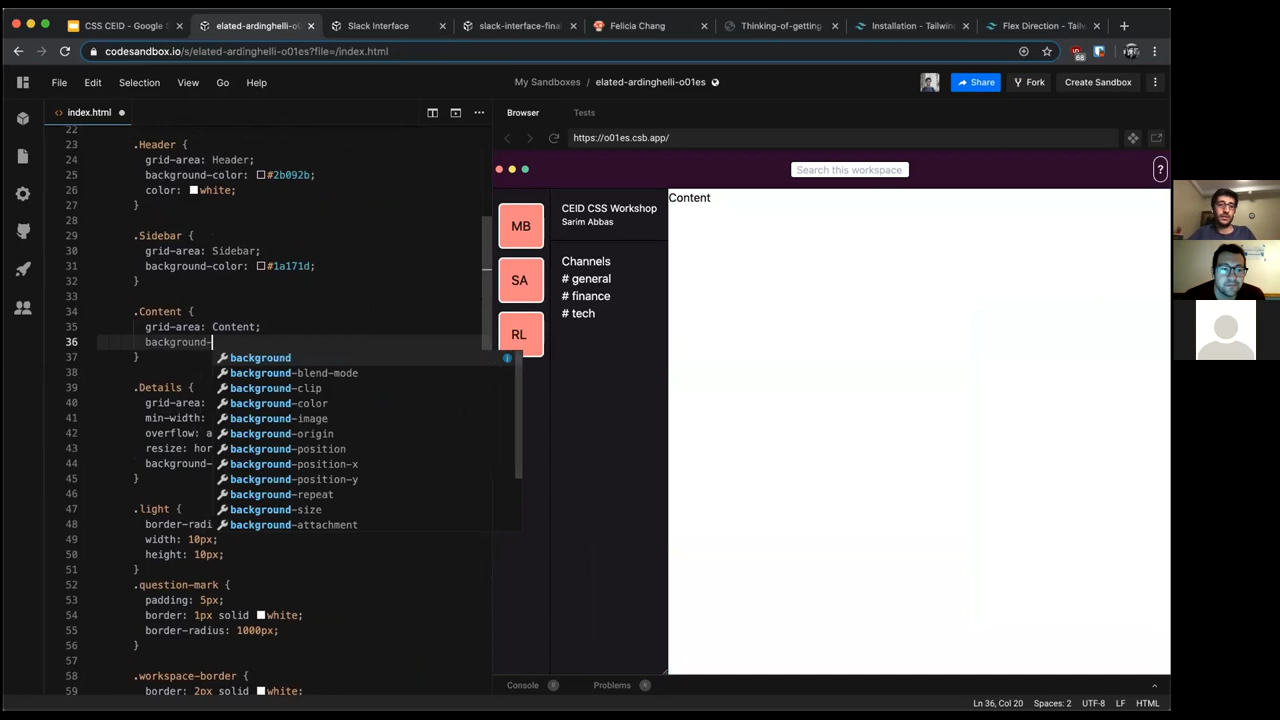 CSS CEID - Google S
elated-ardinghelli-o01es
Slack Interface
slack-interface-fina
Felicia Chang
Thinking-of-getting
Installation - Tailwin
Flex Direction - Tailw
codesandbox.io/s/elated-ardinghelli-o01es?file=/index.html
68
File Edit View Go Help
My Sandboxes / elated-ardinghelli-o01es
Share
Fork
Create Sandbox
index.html
Browser
Tests
https://o01es.csb.app/
22
23 .Header {
24 grid-area: Header;
25 background-color: #2b092b;
26 color: white;
27 }
28
29 .Sidebar {
30 grid-area: Sidebar;
31 background-color: #1a171d;
32 }
33
34 .Content {
35 grid-area: Content;
36 background-
37 }
38
39 .Details {
40 grid-area:
41 min-width:
42 overflow: a
43 resize: hor
44 background-
45 }
46
47 .light {
48 border-radi
49 width: 10px;
50 height: 10px;
51 }
52 .question-mark {
53 padding: 5px;
54 border: 1px solid white;
55 border-radius: 1000px;
56 }
57
58 .workspace-border {
59 border: 2px solid white;
background
background-blend-mode
background-clip
background-color
background-image
background-origin
background-position
background-position-x
background-position-y
background-repeat
background-size
background-attachment
Search this workspace
?
MB
SA
RL
CEID CSS Workshop
Sarim Abbas
Channels
# general
# finance
# tech
Content
Console
Problems
Ln 36, Col 20
Spaces: 2
UTF-8
LF
HTML